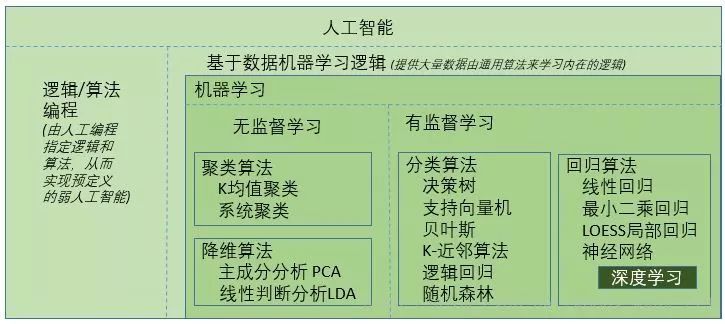 人工智能
逻辑/算法
编程
(由人工编程
指定逻辑和
算法，从而
实现预定义
的弱人工智能)
基于数据机器学习逻辑 (提供大量数据由通用算法来学习内在的逻辑)
机器学习
无监督学习
聚类算法
K均值聚类
系统聚类
降维算法
主成分分析 PCA
线性判断分析LDA
有监督学习
分类算法
决策树
支持向量机
贝叶斯
K-近邻算法
逻辑回归
随机森林
回归算法
线性回归
最小二乘回归
LOESS局部回归
神经网络
深度学习